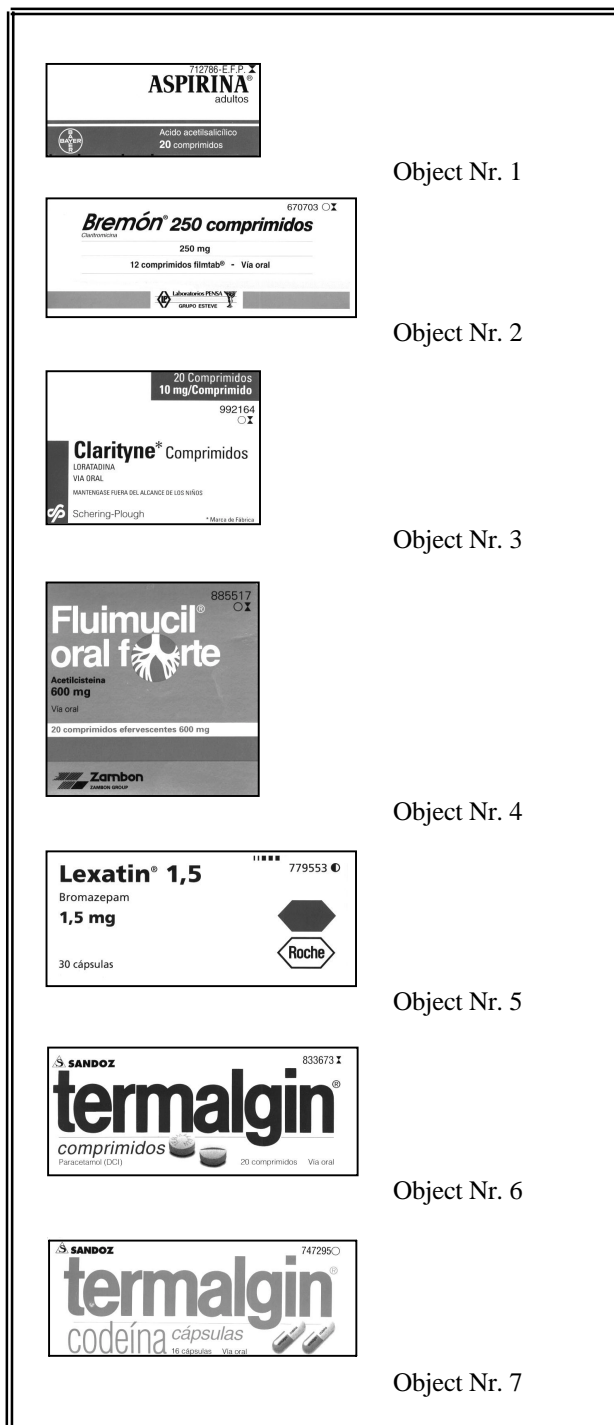 712786-E.F.P.
ASPIRINA®
adultos
BAYER
BAYER
Acido acetilsalicílico
20 comprimidos
Object Nr. 1
670703
Bremón® 250 comprimidos
Claritromicina
250 mg
12 comprimidos filmtab® - Vía oral
Laboratorios PENSA
GRUPO ESTEVE
Object Nr. 2
20 Comprimidos
10 mg/Comprimido
992164
Clarityne* Comprimidos
LORATADINA
VIA ORAL
MANTENGASE FUERA DEL ALCANCE DE LOS NIÑOS
Schering-Plough
* Marca de Fábrica
Object Nr. 3
885517
Fluimucil®
oral forte
Acetilcisteina
600 mg
Vía oral
20 comprimidos efervescentes 600 mg
Zambon
ZAMBON GROUP
Object Nr. 4
Lexatin® 1,5
779553
Bromazepam
1,5 mg
Roche
30 cápsulas
Object Nr. 5
SANDOZ
833673
termalgin®
comprimidos
Paracetamol (DCI)
20 comprimidos Via oral
Object Nr. 6
SANDOZ
747295
termalgin®
codeína cápsulas
16 cápsulas Via oral
Object Nr. 7